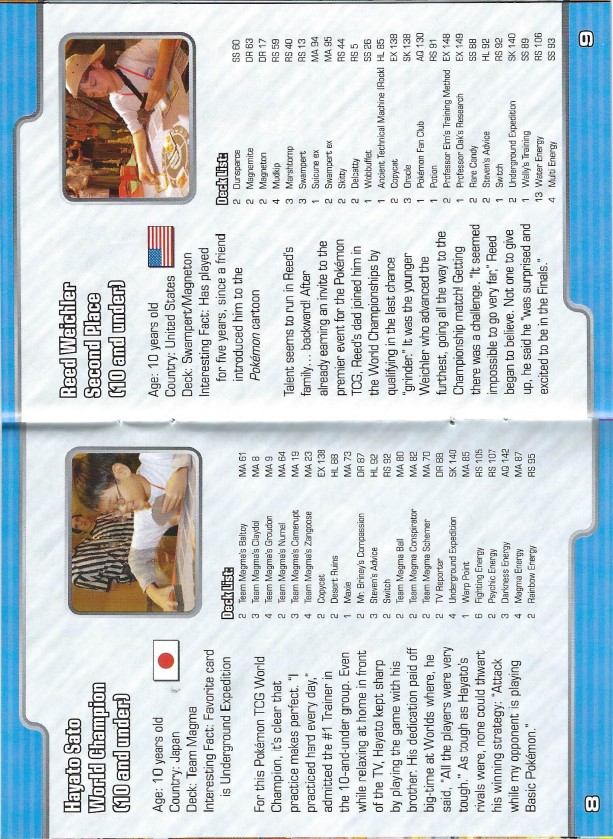 Hayato Sato
World Champion
(10 and under)
Age: 10 years old
Country: Japan
Deck: Team Magma
Interesting Fact: Favorite card
is Underground Expedition
For this Pokémon TCG World
Champion, it's clear that
practice makes perfect. "I
practiced hard every day,"
admitted the #1 Trainer in
the 10-and-under group. Even
while relaxing at home in front
of the TV, Hayato kept sharp
by playing the game with his
brother. His dedication paid off
big-time at Worlds where, he
said, "All the players were very
tough." As tough as Hayato's
rivals were, none could thwart
his winning strategy: "Attack
while my opponent is playing
Basic Pokémon."
Deck List:
2 Team Magma's Baltoy MA 61
3 Team Magma's Claydol MA 8
4 Team Magma's Groudon MA 9
2 Team Magma's Numel MA 64
3 Team Magma's Camerupt MA 19
4 Team Magma's Zangoose MA 23
2 Copycat EX 138
2 Desert Ruins HL 88
1 Maxie MA 73
2 Mr. Briney's Compassion DR 87
3 Steven's Advice HL 92
2 Switch RS 92
2 Team Magma Ball MA 80
2 Team Magma Conspirator MA 82
2 Team Magma Schemer MA 70
2 TV Reporter DR 88
4 Underground Expedition SK 140
1 Warp Point MA 85
6 Fighting Energy RS 105
2 Psychic Energy RS 107
3 Darkness Energy AQ 142
4 Magma Energy MA 87
2 Rainbow Energy RS 95
8
Reed Weichler
Second Place
(10 and under)
Age: 10 years old
Country: United States
Deck: Swampert/Magneton
Interesting Fact: Has played
for five years, since a friend
introduced him to the
Pokémon cartoon
Talent seems to run in Reed's
family… backward! After
already earning an invite to the
premier event for the Pokémon
TCG, Reed's dad joined him in
the World Championships by
qualifying in the last chance
"grinder." It was the younger
Weichler who advanced the
furthest, going all the way to the
Championship match! Getting
there was a challenge. "It seemed
impossible to go very far," Reed
began to believe. Not one to give
up, he said he "was surprised and
excited to be in the Finals."
Deck List:
2 Dunsparce SS 60
2 Magnemite DR 63
2 Magneton DR 17
4 Mudkip RS 59
3 Marshtomp RS 40
3 Swampert RS 13
1 Suicune ex MA 94
2 Swampert ex MA 95
2 Skitty RS 44
2 Delcatty RS 5
1 Wobbuffet SS 26
1 Ancient Technical Machine [Rock] HL 85
2 Copycat EX 138
3 Oracle SK 138
1 Pokémon Fan Club AQ 130
1 Potion RS 91
2 Professor Elm's Training Method EX 148
1 Professor Oak's Research EX 149
2 Rare Candy SS 88
2 Steven's Advice HL 92
1 Switch RS 92
2 Underground Expedition SK 140
1 Wally's Training SS 89
13 Water Energy RS 106
4 Multi Energy SS 93
9